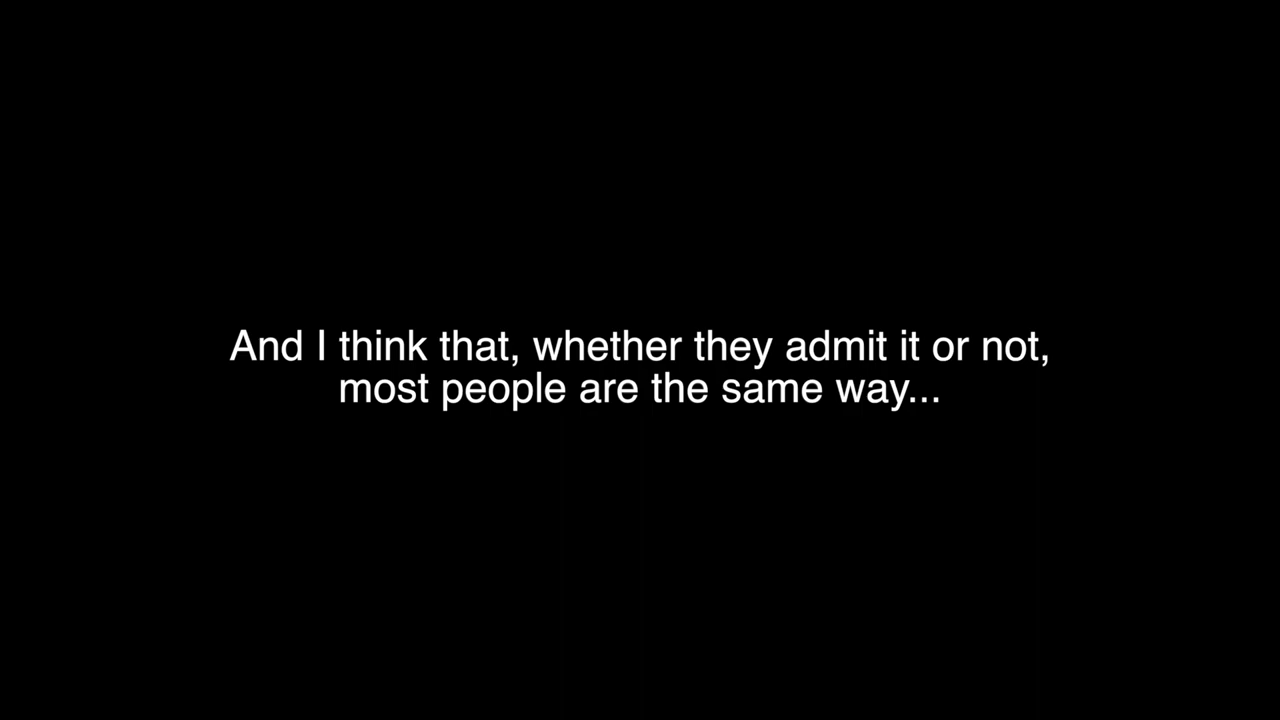 And I think that, whether they admit it or not,
most people are the same way...